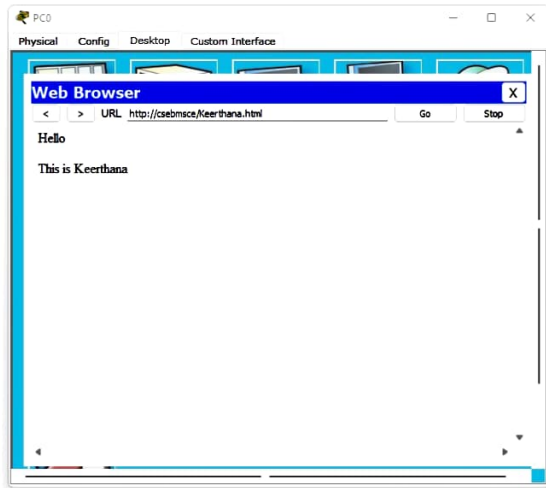 PC0
Physical Config Desktop Custom Interface
Web Browser X
< > URL http://csebmsce/Keerthana.html Go Stop
Hello
This is Keerthana